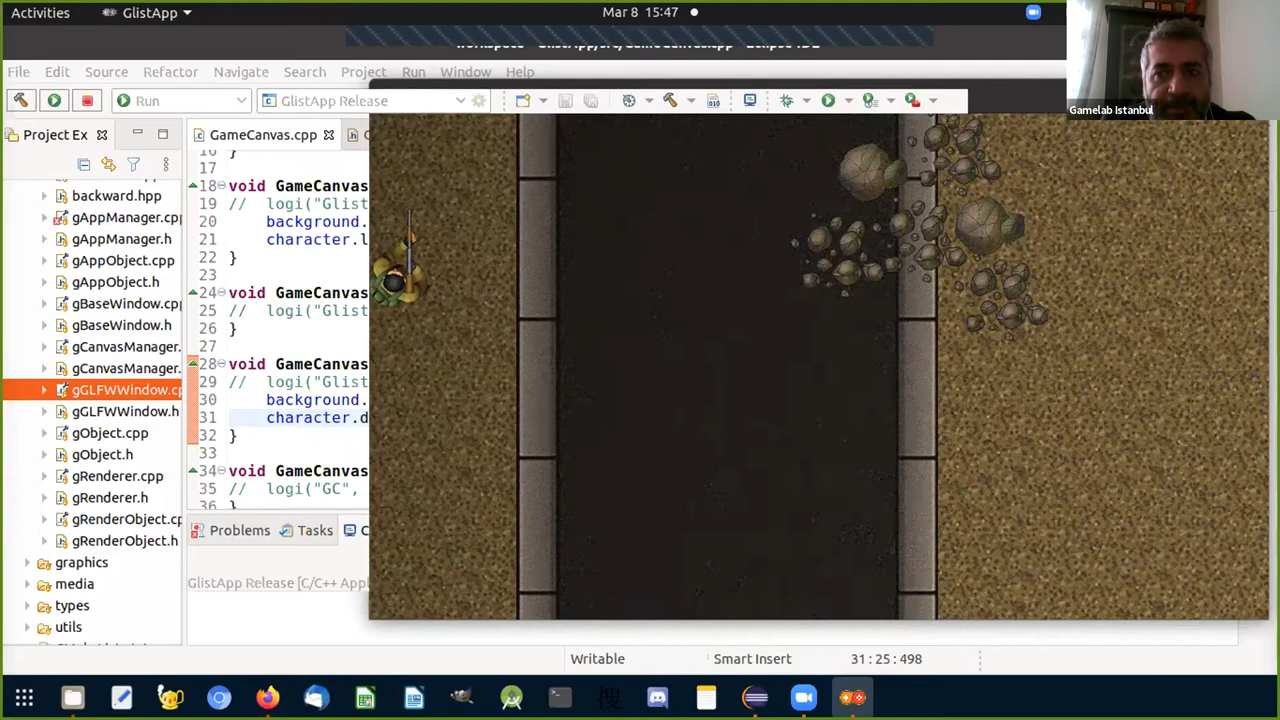 Activities
GlistApp
Mar 8 15:47
Gamelab Istanbul
File Edit Source Refactor Navigate Search Project Run Window Help
Run
GlistApp Release
Project Ex
GameCanvas.cpp
backward.hpp
gAppManager.cpp
gAppManager.h
gAppObject.cpp
gAppObject.h
gBaseWindow.cpp
gBaseWindow.h
gCanvasManager.
gCanvasManager.
gGLFWWindow.cp
gGLFWWindow.h
gObject.cpp
gObject.h
gRenderer.cpp
gRenderer.h
gRenderObject.cp
gRenderObject.h
graphics
media
types
utils
16 }
17
18 void GameCanvas
19 // logi("Glist
20 background.
21 character.l
22 }
23
24 void GameCanvas
25 // logi("Glist
26 }
27
28 void GameCanvas
29 // logi("Glist
30 background.
31 character.d
32 }
33
34 void GameCanvas
35 // logi("GC",
36 }
Problems Tasks C
GlistApp Release [C/C++ Appl
Writable Smart Insert 31 : 25 : 498